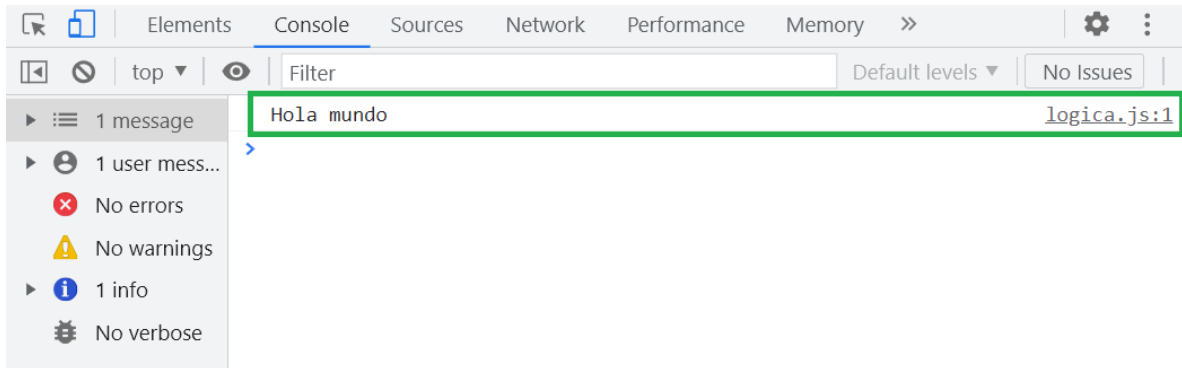 Elements Console Sources Network Performance Memory
top Filter Default levels No Issues
Hola mundo logica.js:1
1 message
1 user mess...
No errors
No warnings
1 info
No verbose